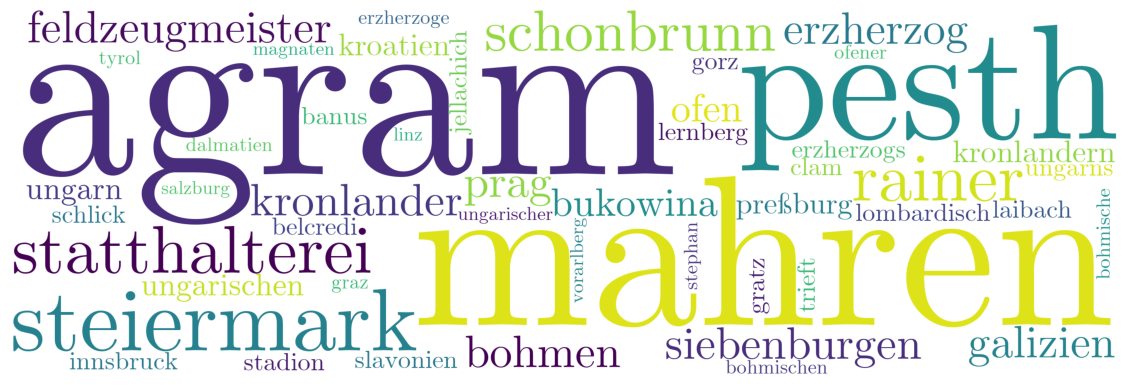 erzherzoge
feldzeugmeister
magnaten
kroatien
schonbrunn
erzherzog
tyrol
jellachich
gorz
ofener
agram
pesth
banus
ofen
linz
lernberg
dalmatien
erzherzogs
kronlandern
clam
ungarns
rainer
ungarn
salzburg
kronlander
prag
bukowina
preßburg
schlick
ungarischer
lombardisch
laibach
belcredi
bohmische
statthalterei
mahren
vorarlberg
stephan
gratz
trieft
ungarischen
graz
steiermark
innsbruck
stadion
slavonien
bohmen
siebenburgen
galizien
bohmischen